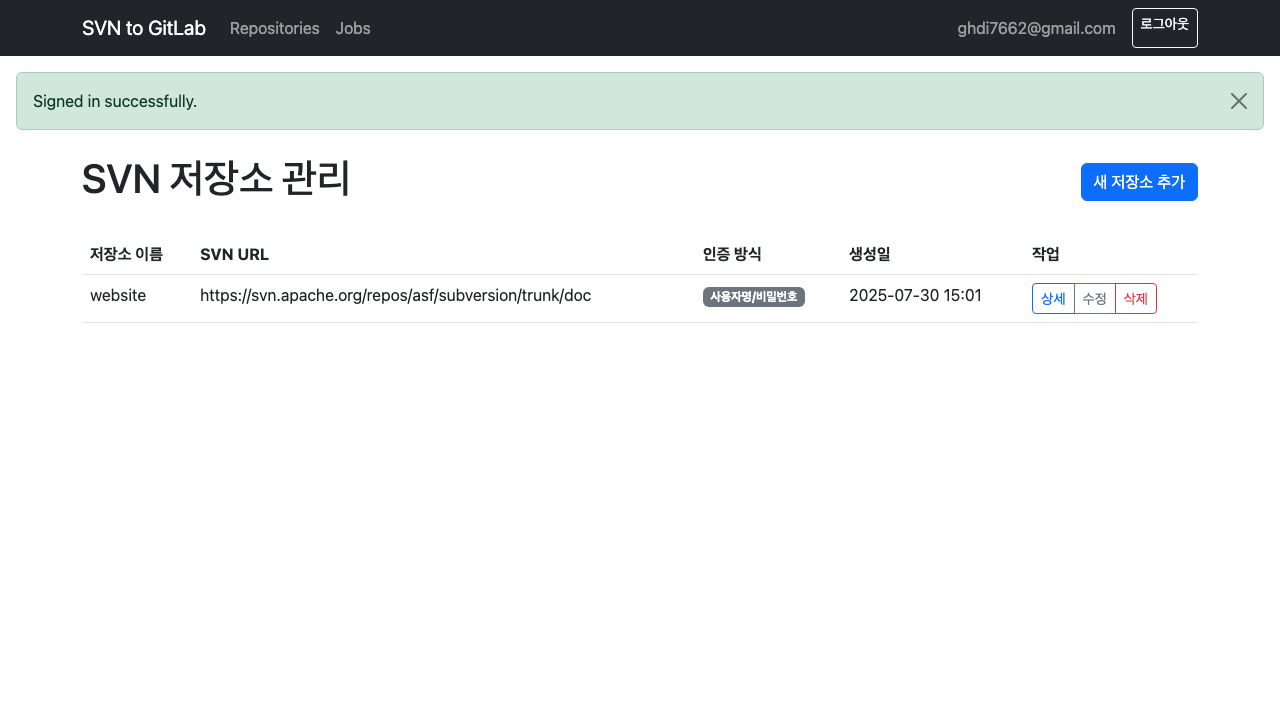 SVN to GitLab Repositories Jobs ghdi7662@gmail.com 로그아웃
Signed in successfully.
SVN 저장소 관리 새 저장소 추가
저장소 이름 SVN URL 인증 방식 생성일 작업
website https://svn.apache.org/repos/asf/subversion/trunk/doc 사용자명/비밀번호 2025-07-30 15:01 상세 수정 삭제